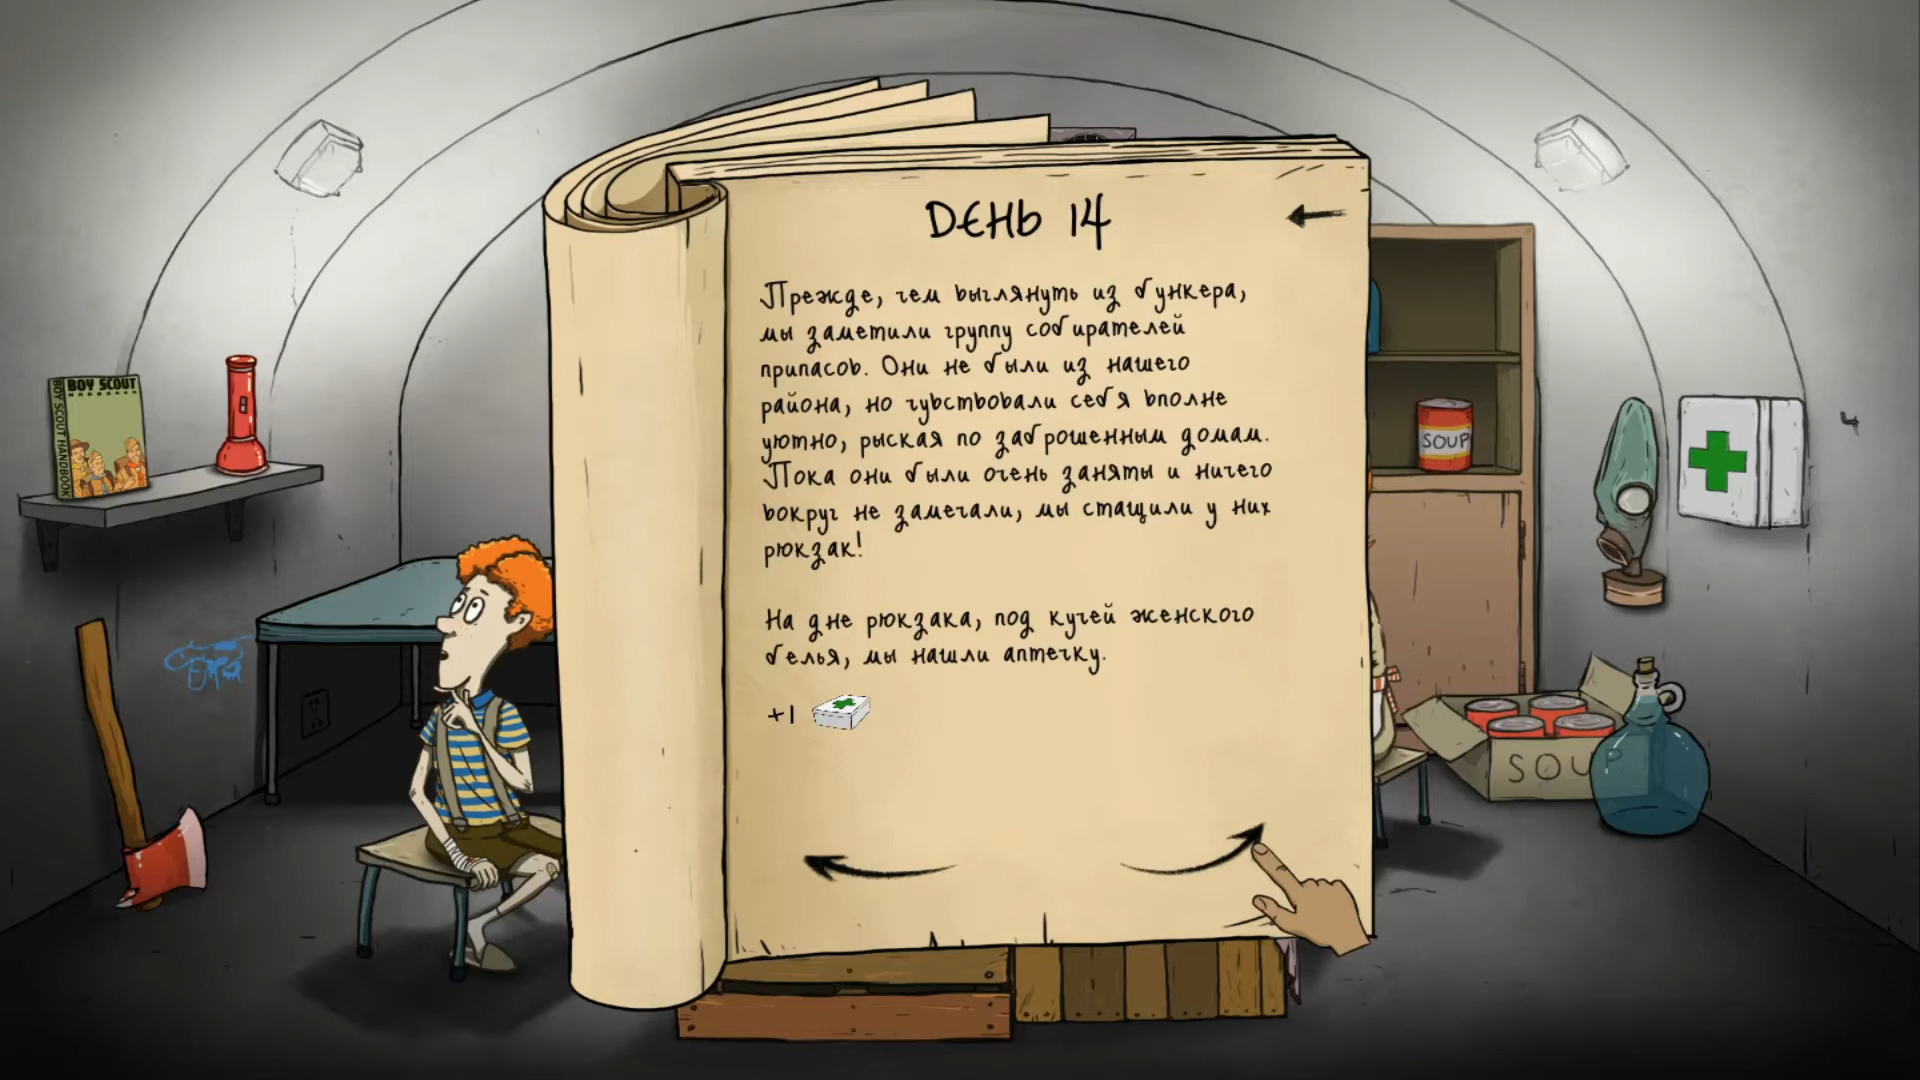 ДЕНЬ 14
Прежде, чем выглянуть из бункера,
мы заметили группу собирателей
припасов. Они не были из нашего
района, но чувствовали себя вполне
уютно, рыская по заброшенным домам.
Пока они были очень заняты и ничего
вокруг не замечали, мы стащили у них
рюкзак!
На дне рюкзака, под кучей женского
белья, мы нашли аптечку.
+1
BOY SCOUT
BOY SCOUT HANDBOOK
SOUP
SOUP